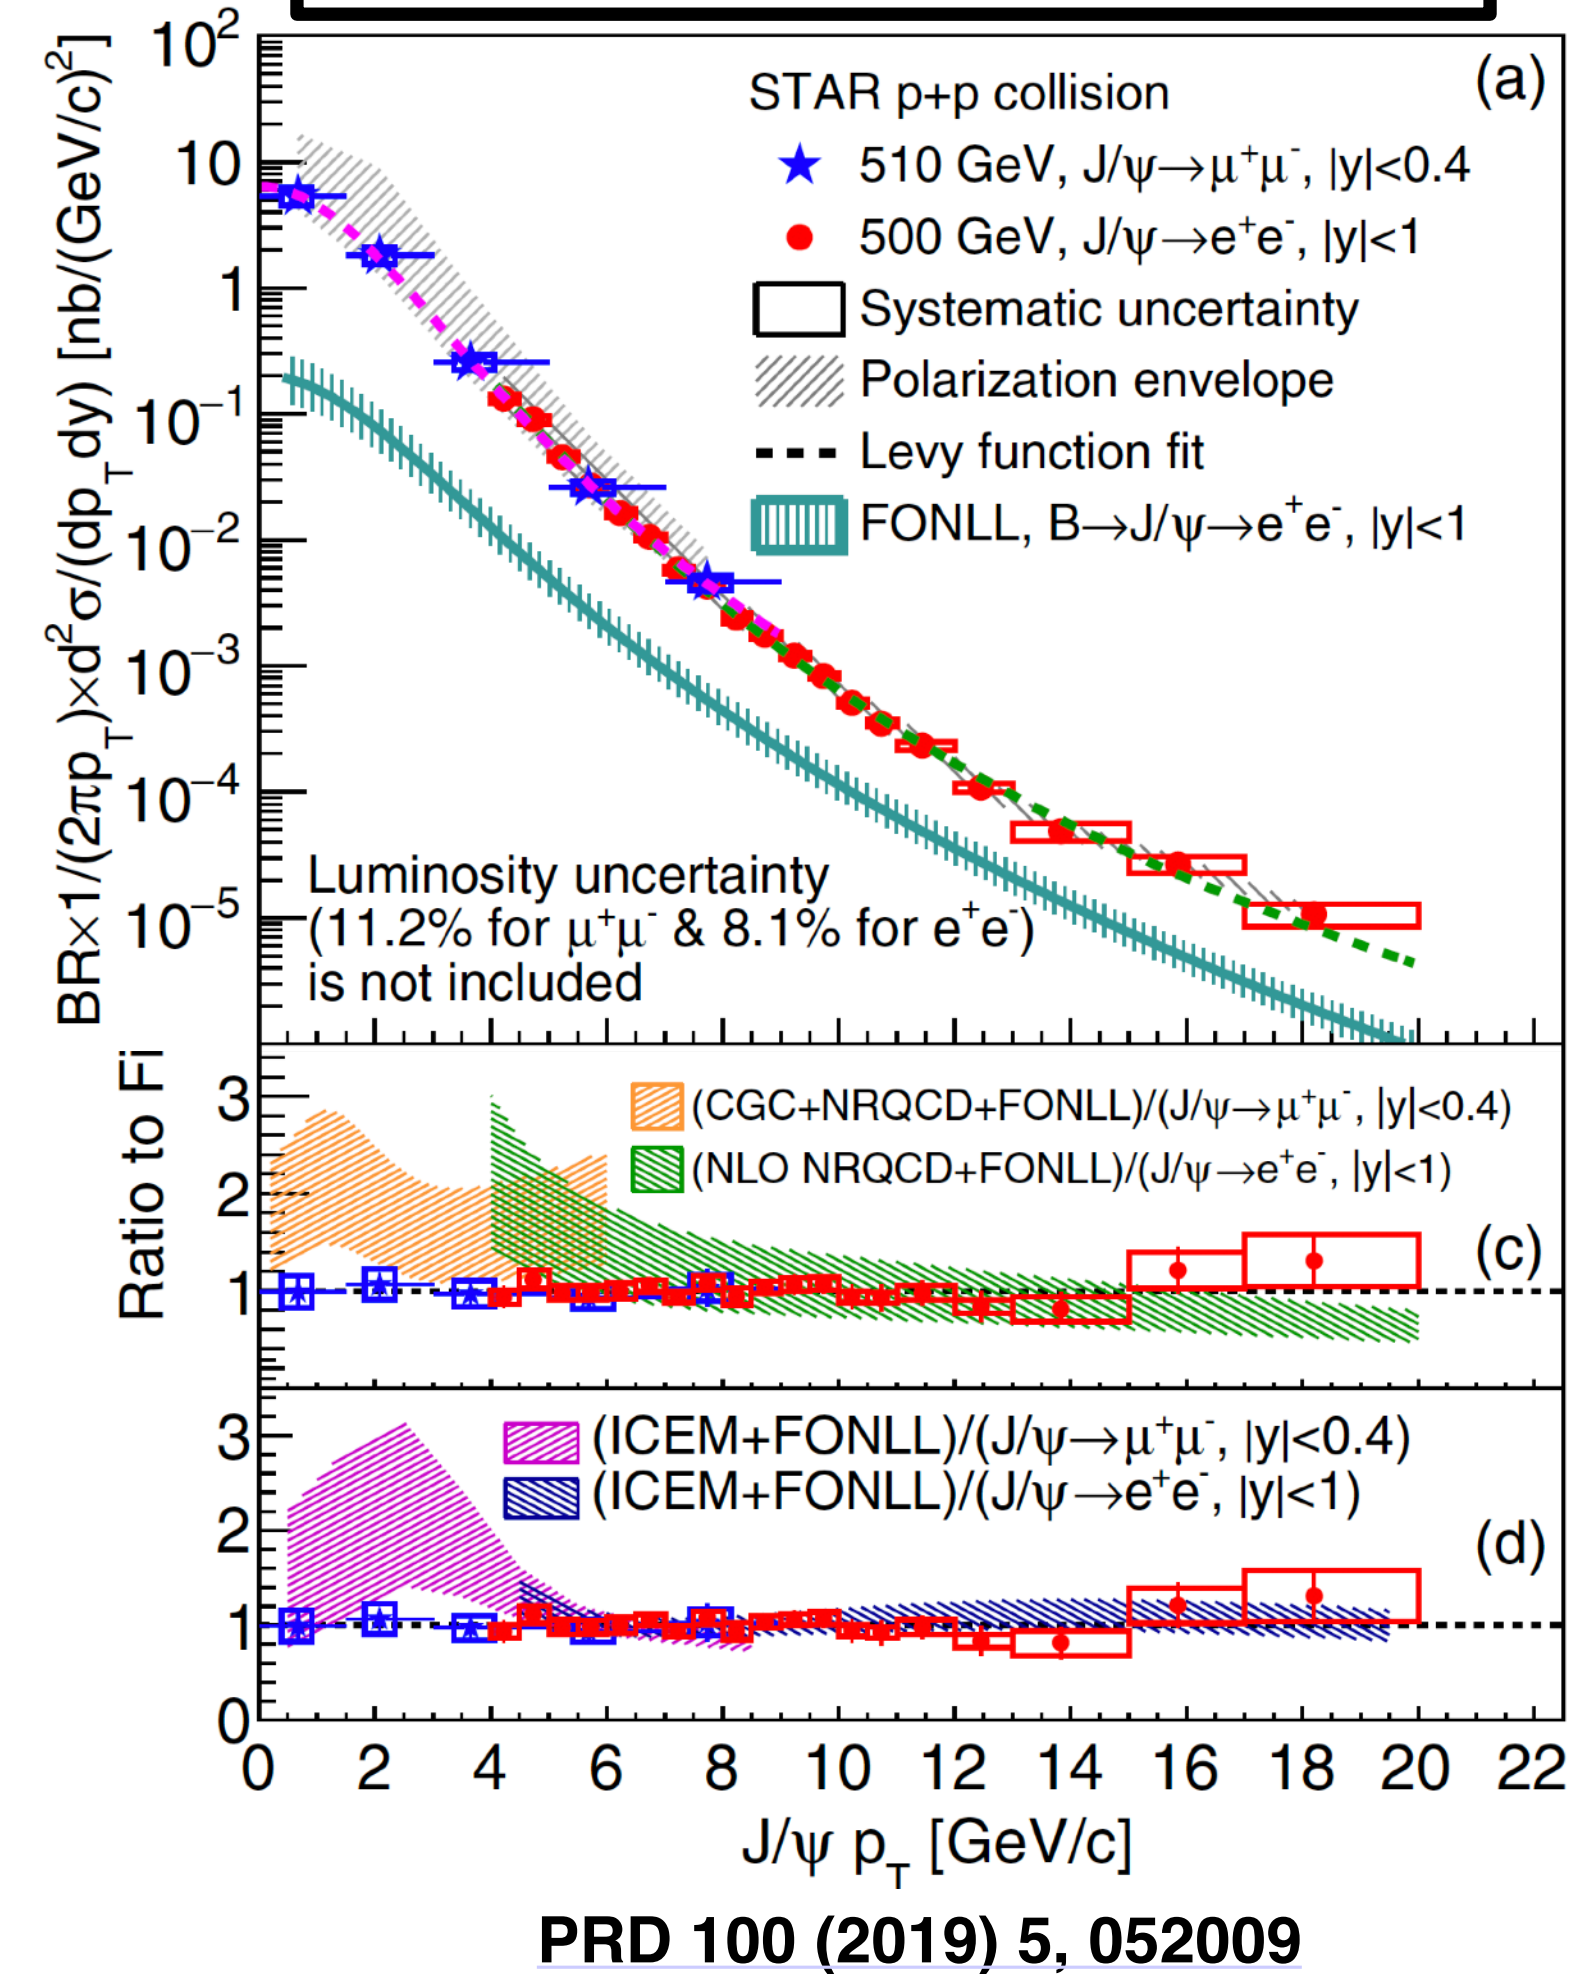 (a)
STAR p+p collision
510 GeV, J/ψ→μ⁺μ⁻, |y|<0.4
500 GeV, J/ψ→e⁺e⁻, |y|<1
Systematic uncertainty
Polarization envelope
Levy function fit
FONLL, B→J/ψ→e⁺e⁻, |y|<1
BR×1/(2πp_T)×d²σ/(dp_T dy) [nb/(GeV/c)²]
10²
10
1
10⁻¹
10⁻²
10⁻³
10⁻⁴
10⁻⁵
Luminosity uncertainty
(11.2% for μ⁺μ⁻ & 8.1% for e⁺e⁻)
is not included
Ratio to Fi
3
2
1
(CGC+NRQCD+FONLL)/(J/ψ→μ⁺μ⁻, |y|<0.4)
(NLO NRQCD+FONLL)/(J/ψ→e⁺e⁻, |y|<1)
(c)
3
2
1
0
(ICEM+FONLL)/(J/ψ→μ⁺μ⁻, |y|<0.4)
(ICEM+FONLL)/(J/ψ→e⁺e⁻, |y|<1)
(d)
0 2 4 6 8 10 12 14 16 18 20 22
J/ψ p_T [GeV/c]
PRD 100 (2019) 5, 052009